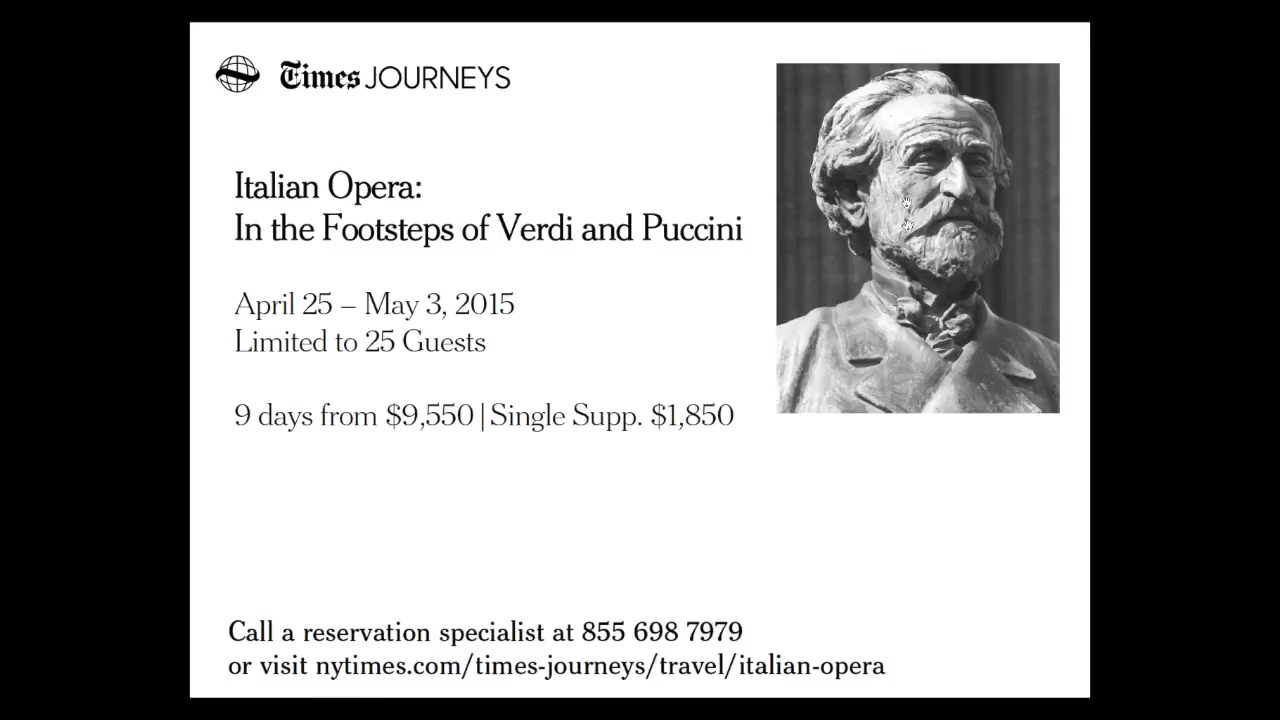 Times JOURNEYS
Italian Opera:
In the Footsteps of Verdi and Puccini
April 25 – May 3, 2015
Limited to 25 Guests
9 days from $9,550 | Single Supp. $1,850
Call a reservation specialist at 855 698 7979
or visit nytimes.com/times-journeys/travel/italian-opera